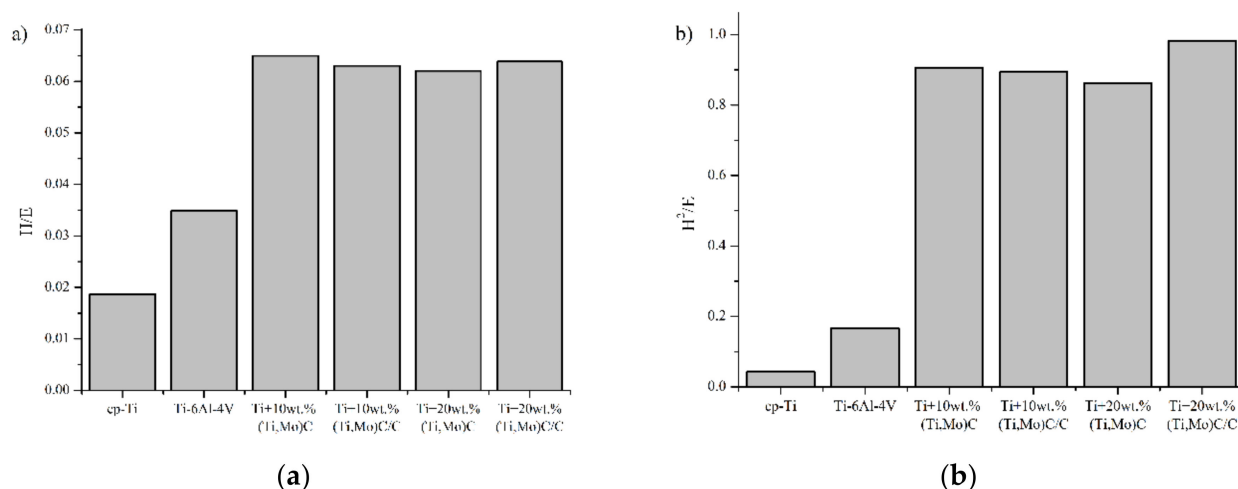 a)
0.07
0.06
0.05
0.04
0.03
0.02
0.01
0.00
H/E
cp-Ti
Ti-6Al-4V
Ti+10wt.%
(Ti,Mo)C
Ti+10wt.%
(Ti,Mo)C/C
Ti+20wt.%
(Ti,Mo)C
Ti+20wt.%
(Ti,Mo)C/C
(a)
b)
1.0
0.8
0.6
0.4
0.2
0.0
H²/E
cp-Ti
Ti-6Al-4V
Ti+10wt.%
(Ti,Mo)C
Ti+10wt.%
(Ti,Mo)C/C
Ti+20wt.%
(Ti,Mo)C
Ti+20wt.%
(Ti,Mo)C/C
(b)